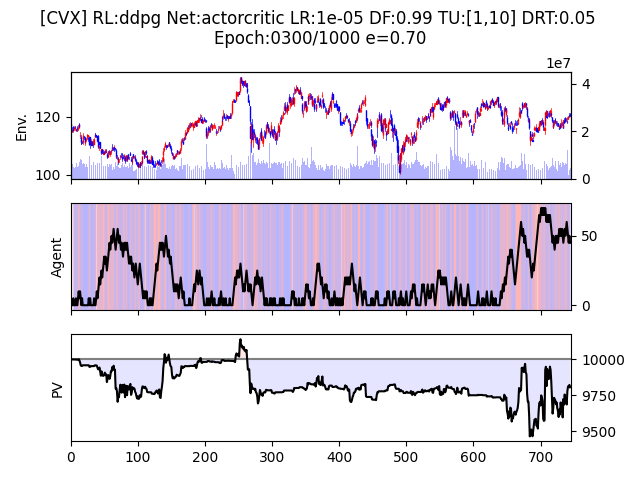 [CVX] RL:ddpg Net:actorcritic LR:1e-05 DF:0.99 TU:[1,10] DRT:0.05
Epoch:0300/1000 e=0.70
1e7
Env.
120
100
4
2
0
Agent
50
0
PV
10000
9750
9500
0 100 200 300 400 500 600 700